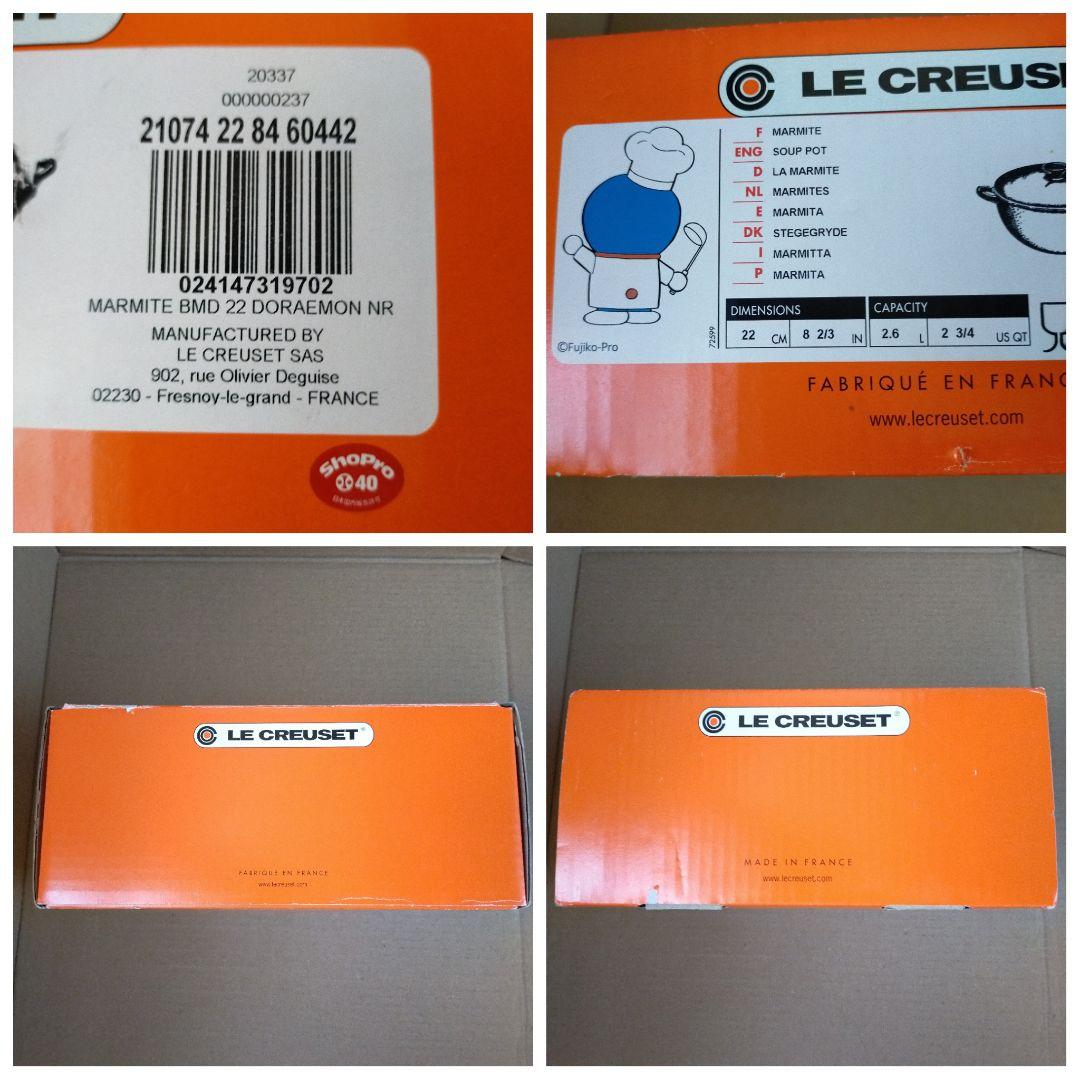 20337
000000237
21074 22 84 60442
024147319702
MARMITE BMD 22 DORAEMON NR
MANUFACTURED BY
LE CREUSET SAS
902, rue Olivier Deguise
02230 - Fresnoy-le-grand - FRANCE
ShoPro
40
LE CREUS
F MARMITE
ENG SOUP POT
D LA MARMITE
NL MARMITES
E MARMITA
DK STEGEGRYDE
I MARMITTA
P MARMITA
DIMENSIONS CAPACITY
22 CM 8 2/3 IN 2.6 L 2 3/4 US QT
72599
©Fujiko-Pro
FABRIQUÉ EN FRANC
www.lecreuset.com
LE CREUSET®
FABRIQUÉ EN FRANCE
www.lecreuset.com
LE CREUSET®
MADE IN FRANCE
www.lecreuset.com